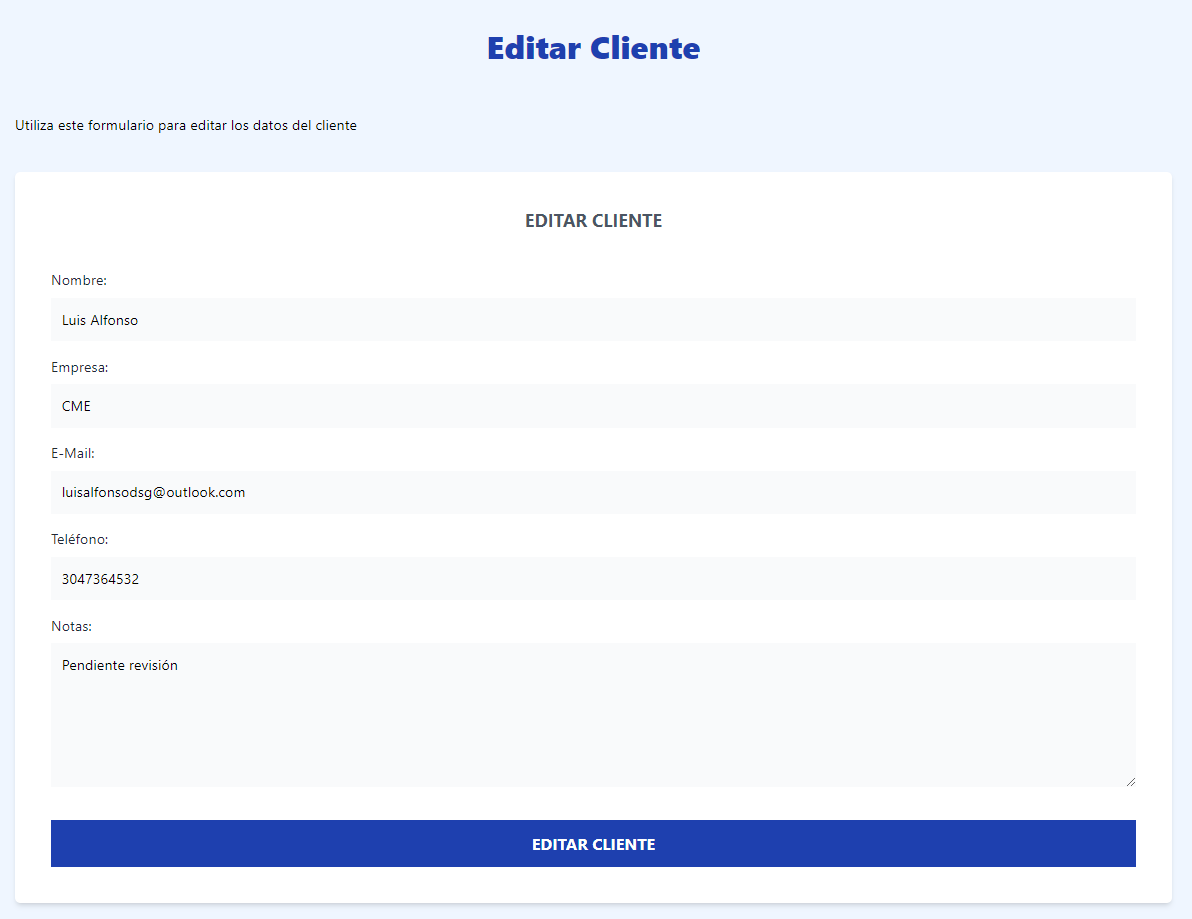 Editar Cliente
Utiliza este formulario para editar los datos del cliente
EDITAR CLIENTE
Nombre:
Luis Alfonso
Empresa:
CME
E-Mail:
luisalfonsodsg@outlook.com
Teléfono:
3047364532
Notas:
Pendiente revisión
EDITAR CLIENTE